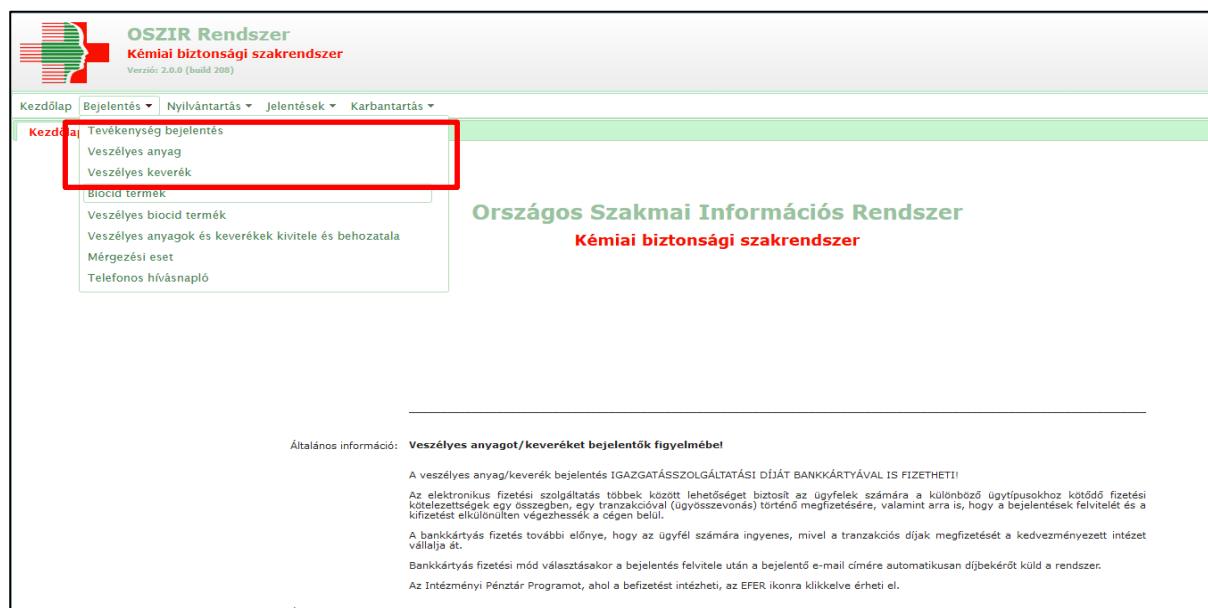 OSZIR Rendszer
Kémiai biztonsági szakrendszer
Verzió: 2.0.0 (build 208)
Kezdőlap Bejelentés Nyilvántartás Jelentések Karbantartás
Kezdőlap
Tevékenység bejelentés
Veszélyes anyag
Veszélyes keverék
Biocid termék
Veszélyes biocid termék
Veszélyes anyagok és keverékek kivitele és behozatala
Mérgezési eset
Telefonos hívásnapló
Országos Szakmai Információs Rendszer
Kémiai biztonsági szakrendszer
Általános információ: Veszélyes anyagot/keveréket bejelentők figyelmébe!
A veszélyes anyag/keverék bejelentés IGAZGATÁSSZOLGÁLTATÁSI DÍJÁT BANKKÁRTYÁVAL IS FIZETHETI!
Az elektronikus fizetési szolgáltatás többek között lehetőséget biztosít az ügyfelek számára a különböző ügytípusokhoz kötődő fizetési
kötelezettségek egy összegben, egy tranzakcióval (ügyösszevonás) történő megfizetésére, valamint arra is, hogy a bejelentések felvitelét és a
kifizetést elkülönülten végezhessék a cégen belül.
A bankkártyás fizetés további előnye, hogy az ügyfél számára ingyenes, mivel a tranzakciós díjak megfizetését a kedvezményezett intézet
vállalja át.
Bankkártyás fizetési mód választásakor a bejelentés felvitele után a bejelentő e-mail címére automatikusan díjbekérőt küld a rendszer.
Az Intézményi Pénztár Programot, ahol a befizetést intézheti, az EFER ikonra klikkelve érheti el.